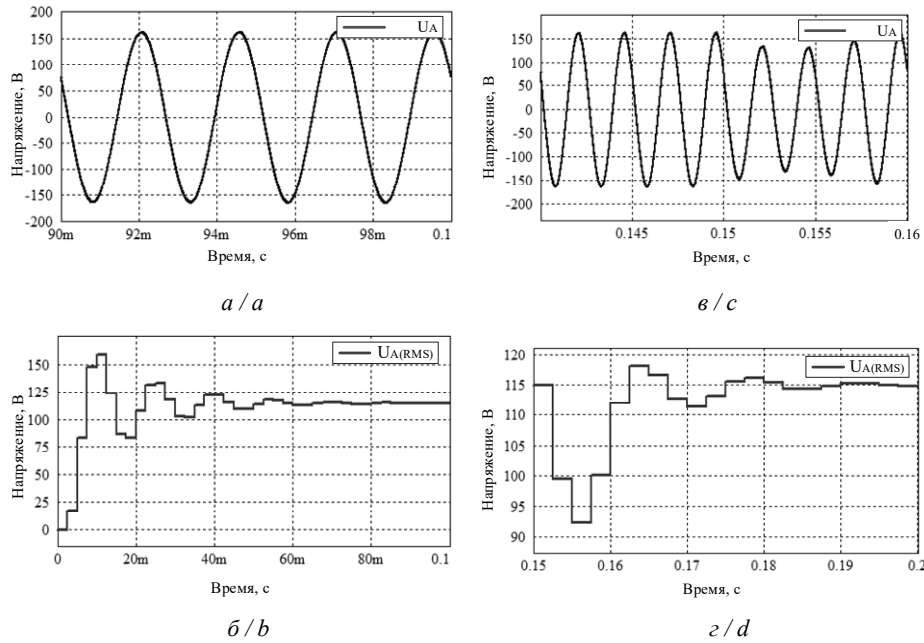 200
150
100
50
0
-50
-100
-150
-200
Напряжение, В
UA
90m 92m 94m 96m 98m 0.1
Время, с
а / a
150
100
50
0
-50
-100
-150
-200
Напряжение, В
UA
0.145 0.15 0.155 0.16
Время, с
в / c
150
125
100
75
50
25
0
Напряжение, В
UA(RMS)
0 20m 40m 60m 80m 0.1
Время, с
б / b
120
115
110
105
100
95
90
Напряжение, В
UA(RMS)
0.15 0.16 0.17 0.18 0.19 0.2
Время, с
г / d